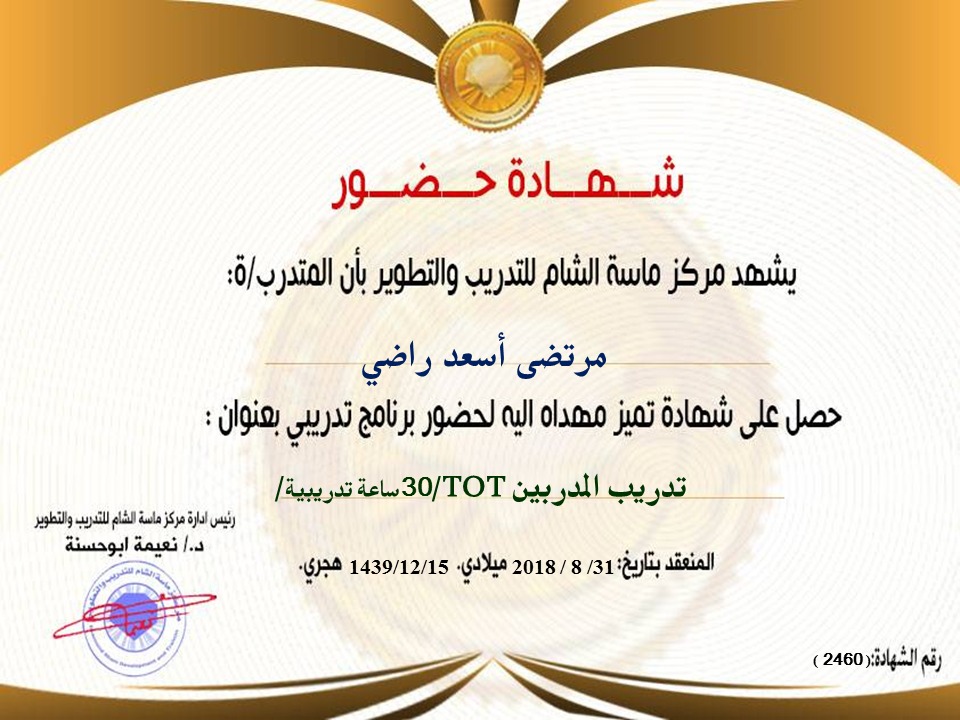 شـــهـــادة حـــضـــور
يشهد مركز ماسة الشام للتدريب والتطوير بأن المتدرب/ة:
مرتضى أسعد راضي
حصل على شهادة تميز مهداه اليه لحضور برنامج تدريبي بعنوان :
تدريب المدربين TOT/30ساعة تدريبية/
المنعقد بتاريخ: 31/ 8 / 2018 ميلادي. 1439/12/15 هجري.
رئيس ادارة مركز ماسة الشام للتدريب والتطوير
د./ نعيمة ابوحسنة
رقم الشهادة:( 2460 )